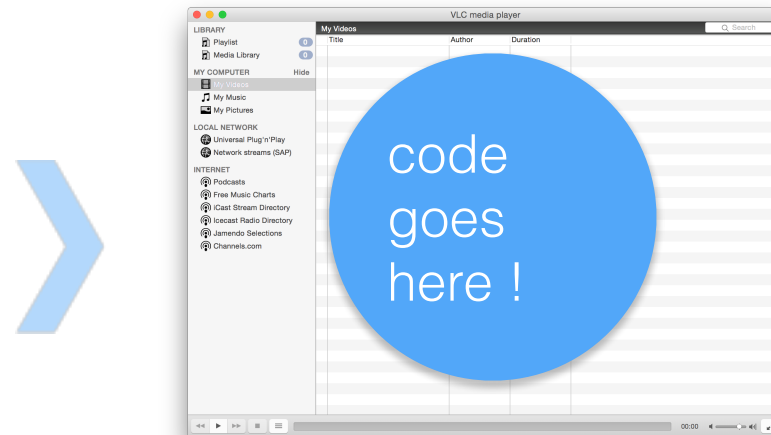 VLC media player
LIBRARY
Playlist 0
Media Library 0
MY COMPUTER Hide
My Videos
My Music
My Pictures
LOCAL NETWORK
Universal Plug'n'Play
Network streams (SAP)
INTERNET
Podcasts
Free Music Charts
iCast Stream Directory
Icecast Radio Directory
Jamendo Selections
Channels.com
My Videos
Search
Title Author Duration
code
goes
here !
00:00